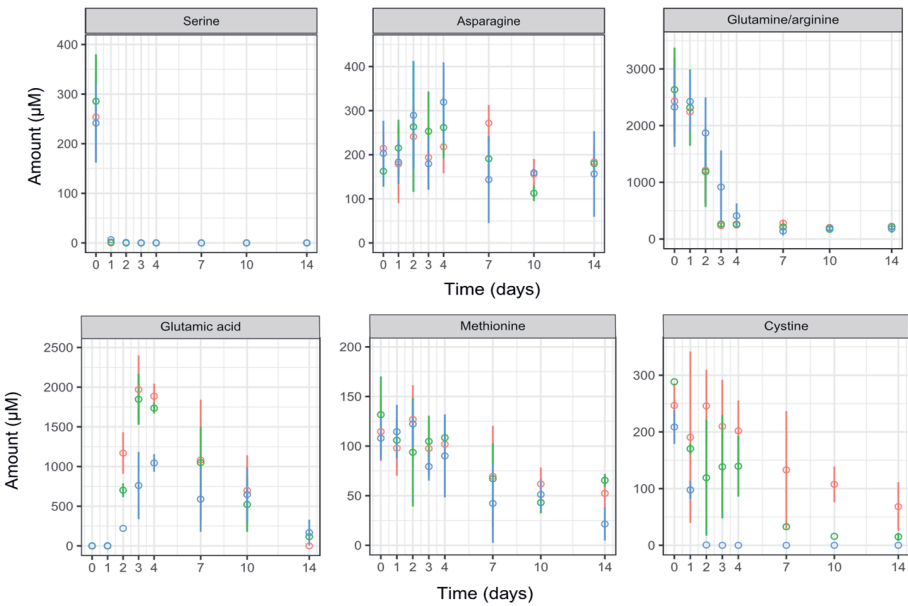 Serine
Asparagine
Glutamine/arginine
Amount (μM)
400
300
200
100
0
400
300
200
100
0
3000
2000
1000
0
0 1 2 3 4 7 10 14
0 1 2 3 4 7 10 14
0 1 2 3 4 7 10 14
Time (days)
Glutamic acid
Methionine
Cystine
Amount (μM)
2500
2000
1500
1000
500
0
200
150
100
50
0
300
200
100
0
0 1 2 3 4 7 10 14
0 1 2 3 4 7 10 14
0 1 2 3 4 7 10 14
Time (days)